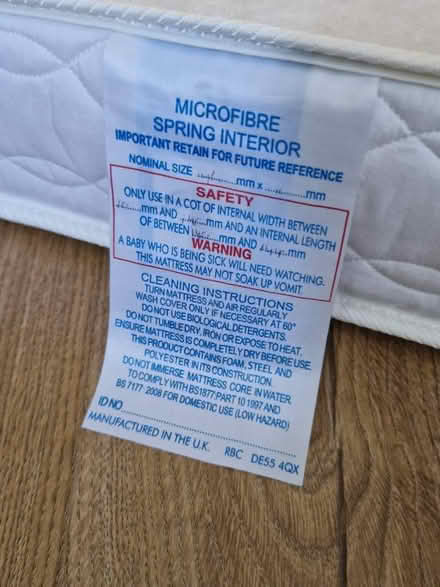 MICROFIBRE
SPRING INTERIOR
IMPORTANT RETAIN FOR FUTURE REFERENCE
NOMINAL SIZE ............mm x ............mm
SAFETY
ONLY USE IN A COT OF INTERNAL WIDTH BETWEEN
............mm AND ............mm AND AN INTERNAL LENGTH
OF BETWEEN ............mm AND ............mm
WARNING
A BABY WHO IS BEING SICK WILL NEED WATCHING.
THIS MATTRESS MAY NOT SOAK UP VOMIT.
CLEANING INSTRUCTIONS
TURN MATTRESS AND AIR REGULARLY
WASH COVER ONLY IF NECESSARY AT 60°
DO NOT USE BIOLOGICAL DETERGENTS.
DO NOT TUMBLE DRY, IRON OR EXPOSE TO HEAT.
ENSURE MATTRESS IS COMPLETELY DRY BEFORE USE.
THIS PRODUCT CONTAINS FOAM, STEEL AND
POLYESTER IN ITS CONSTRUCTION.
DO NOT IMMERSE MATTRESS CORE IN WATER.
TO COMPLY WITH BS1877:PART 10 1997 AND
BS 7177: 2008 FOR DOMESTIC USE (LOW HAZARD)
ID NO
MANUFACTURED IN THE U.K. RBC DE55 4QX